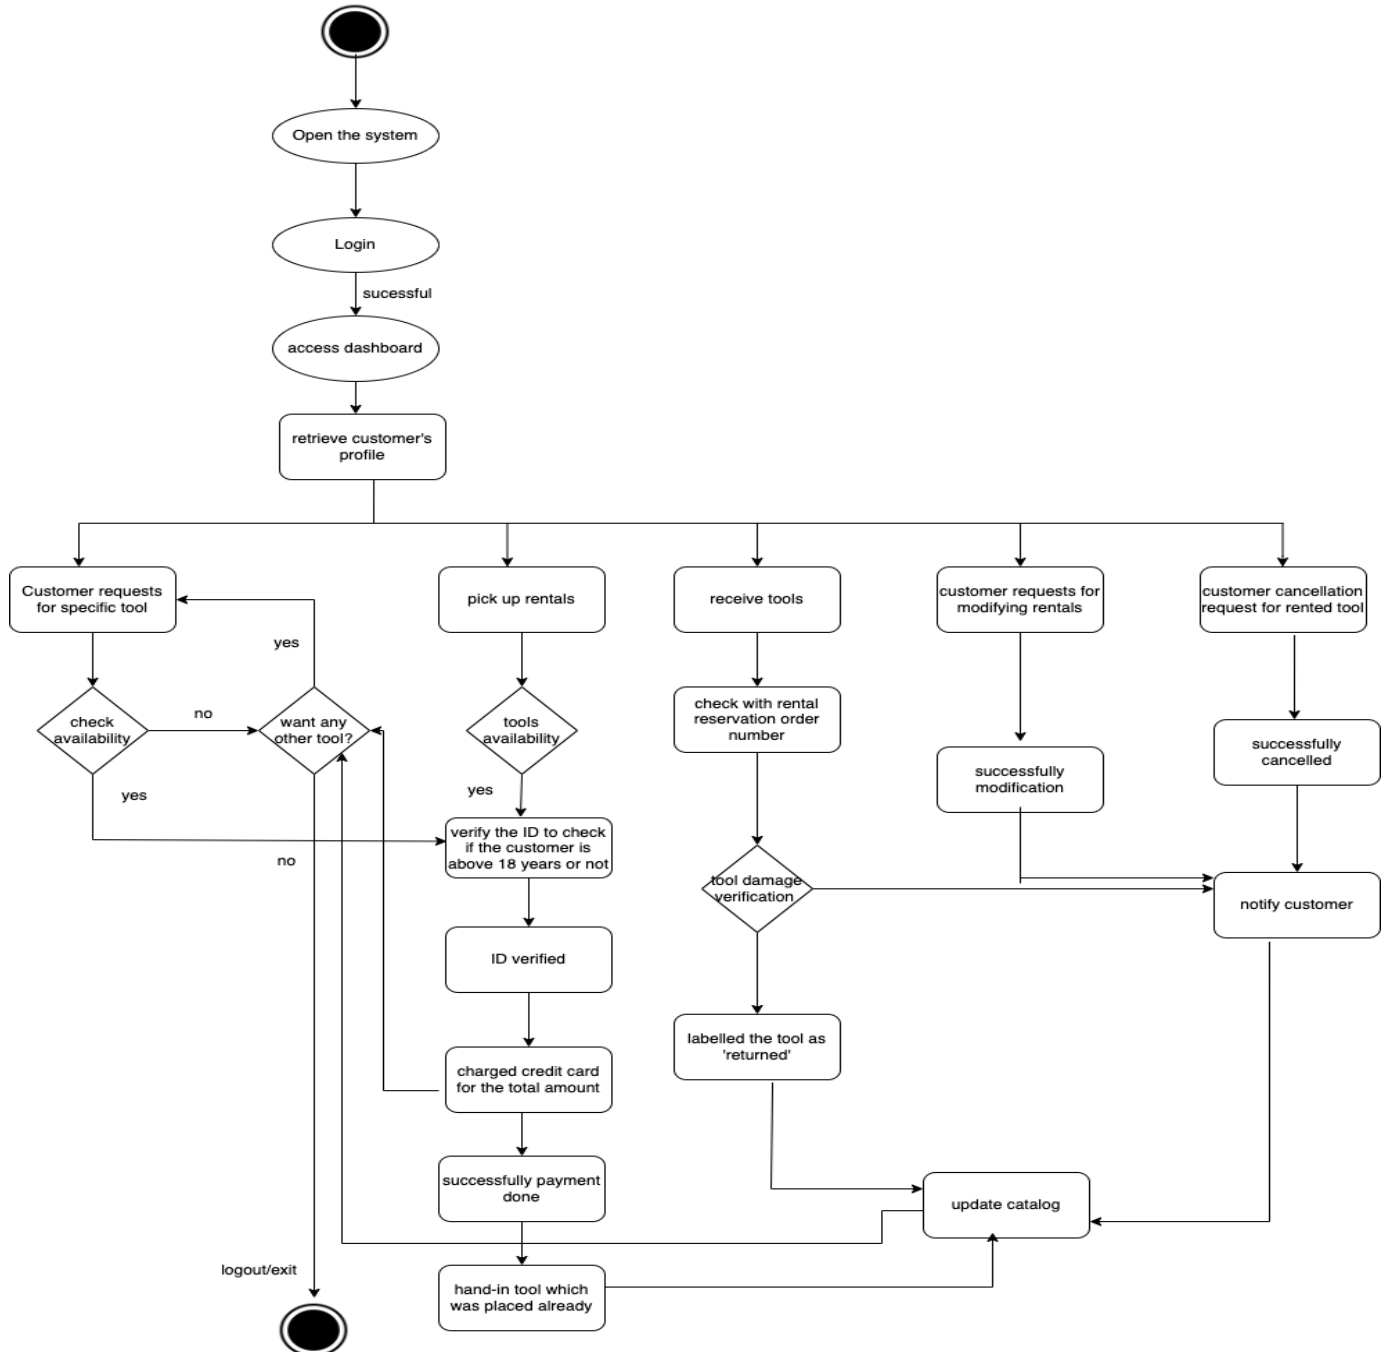 Open the system
Login
sucessful
access dashboard
retrieve customer's
profile
Customer requests
for specific tool
pick up rentals
receive tools
customer requests for
modifying rentals
customer cancellation
request for rented tool
yes
check
availability
no
want any
other tool?
tools
availability
check with rental
reservation order
number
successfully
modification
successfully
cancelled
yes
yes
verify the ID to check
if the customer is
above 18 years or not
no
tool damage
verification
notify customer
ID verified
labelled the tool as
'returned'
charged credit card
for the total amount
successfully payment
done
update catalog
logout/exit
hand-in tool which
was placed already